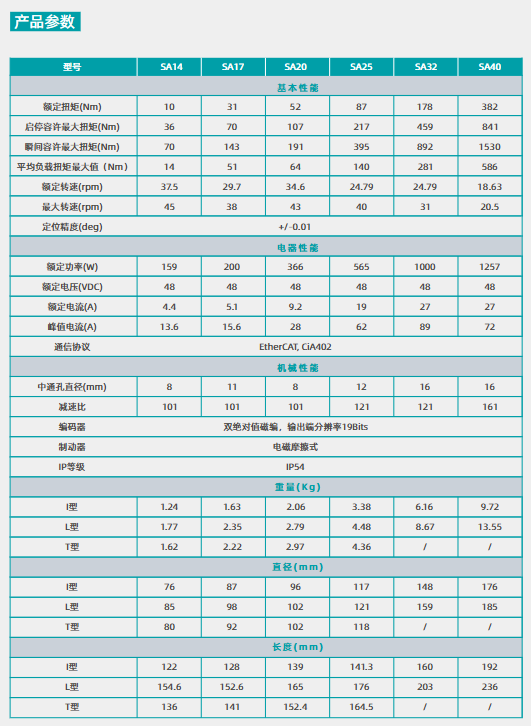 产品参数
型号 SA14 SA17 SA20 SA25 SA32 SA40
基本性能
额定扭矩(Nm) 10 31 52 87 178 382
启停容许最大扭矩(Nm) 36 70 107 217 459 841
瞬间容许最大扭矩(Nm) 70 143 191 395 892 1530
平均负载扭矩最大值（Nm） 14 51 64 140 281 586
额定转速(rpm) 37.5 29.7 34.6 24.79 24.79 18.63
最大转速(rpm) 45 38 43 40 31 20.5
定位精度(deg) +/-0.01
电器性能
额定功率(W) 159 200 366 565 1000 1257
额定电压(VDC) 48 48 48 48 48 48
额定电流(A) 4.4 5.1 9.2 19 27 27
峰值电流(A) 13.6 15.6 28 62 89 72
通信协议 EtherCAT, CiA402
机械性能
中通孔直径(mm) 8 11 8 12 16 16
减速比 101 101 101 121 121 161
编码器 双绝对值磁编，输出端分辨率19Bits
制动器 电磁摩擦式
IP等级 IP54
重量(Kg)
I型 1.24 1.63 2.06 3.38 6.16 9.72
L型 1.77 2.35 2.79 4.48 8.67 13.55
T型 1.62 2.22 2.97 4.36 / /
直径(mm)
I型 76 87 96 117 148 176
L型 85 98 102 121 159 185
T型 80 92 102 118 / /
长度(mm)
I型 122 128 139 141.3 160 192
L型 154.6 152.6 165 176 203 236
T型 136 141 152.4 164.5 / /